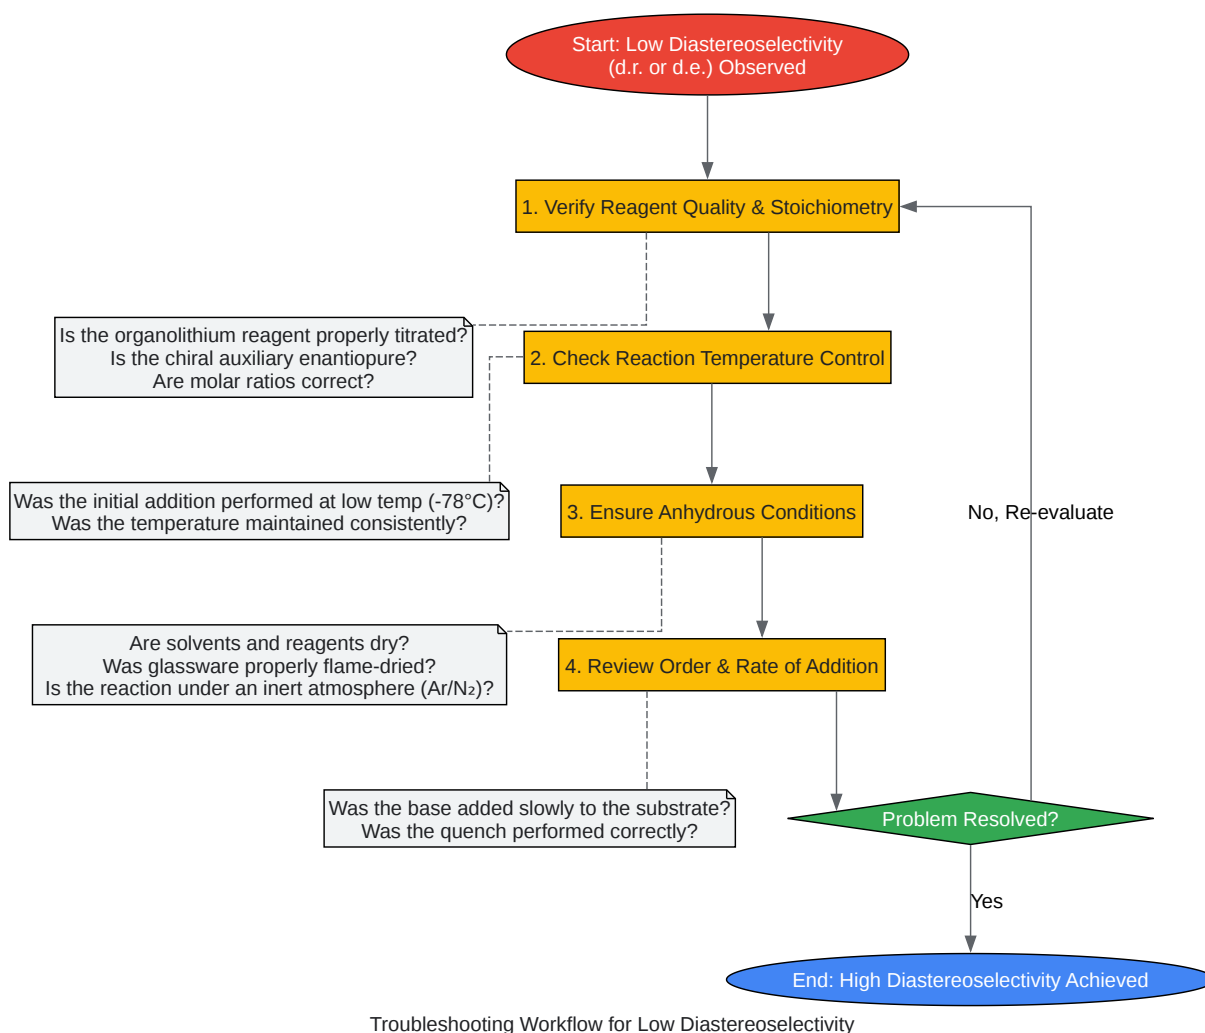 Start: Low Diastereoselectivity
(d.r. or d.e.) Observed
1. Verify Reagent Quality & Stoichiometry
Is the organolithium reagent properly titrated?
Is the chiral auxiliary enantiopure?
Are molar ratios correct?
2. Check Reaction Temperature Control
Was the initial addition performed at low temp (-78°C)?
Was the temperature maintained consistently?
3. Ensure Anhydrous Conditions
No, Re-evaluate
Are solvents and reagents dry?
Was glassware properly flame-dried?
Is the reaction under an inert atmosphere (Ar/N₂)?
4. Review Order & Rate of Addition
Was the base added slowly to the substrate?
Was the quench performed correctly?
Problem Resolved?
Yes
End: High Diastereoselectivity Achieved
Troubleshooting Workflow for Low Diastereoselectivity